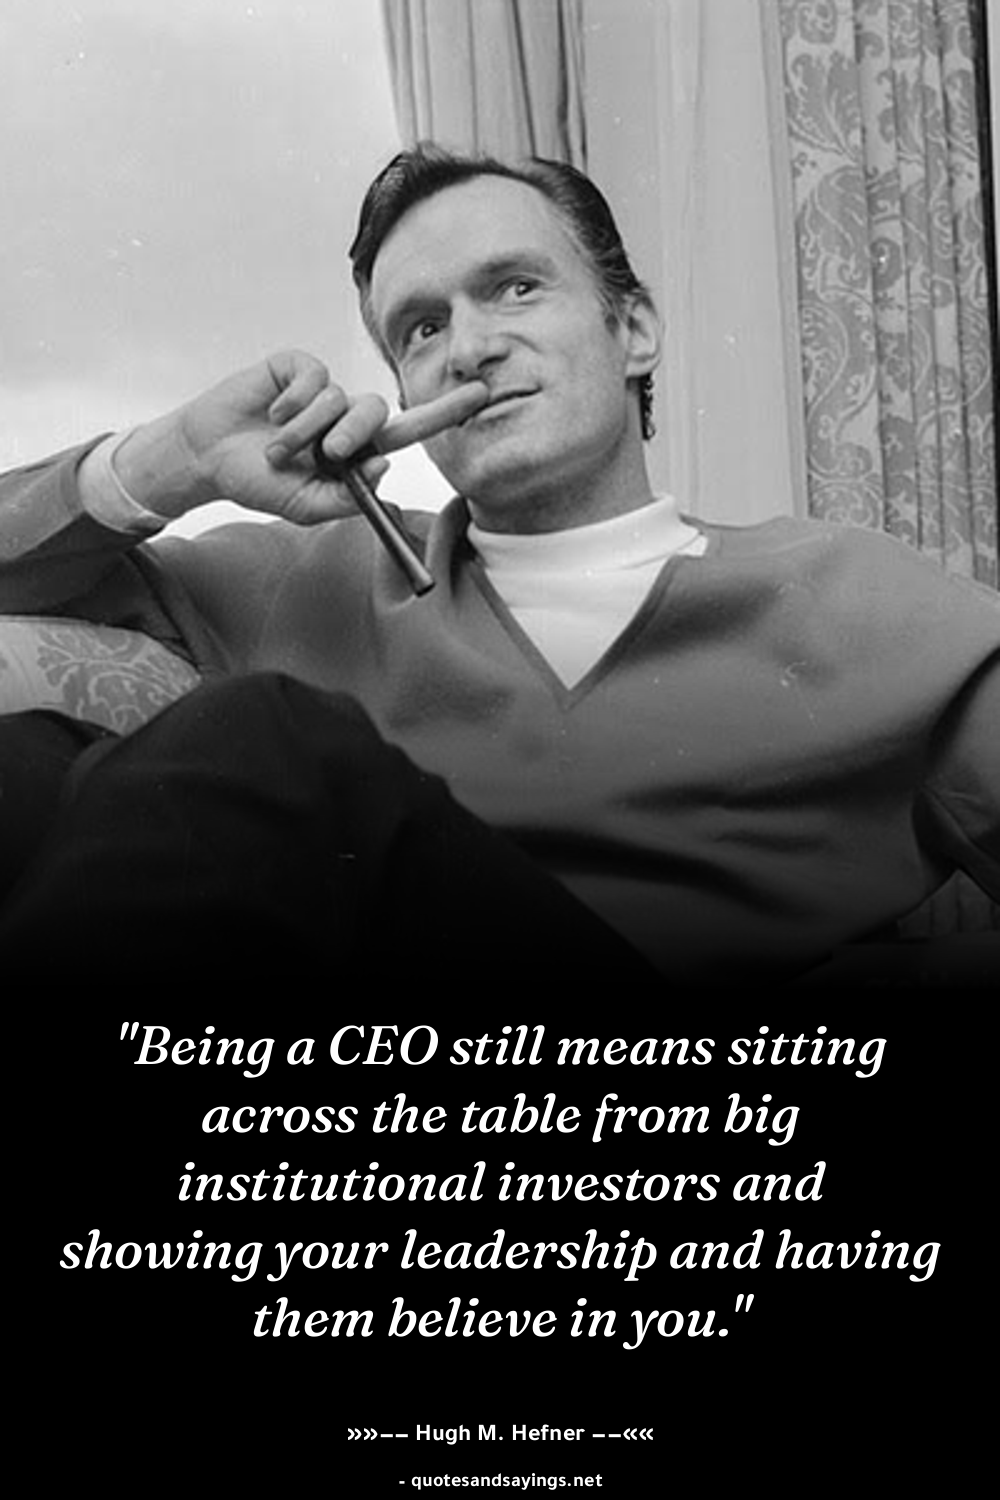 "Being a CEO still means sitting
across the table from big
institutional investors and
showing your leadership and having
them believe in you."
»»–– Hugh M. Hefner ––««
- quotesandsayings.net